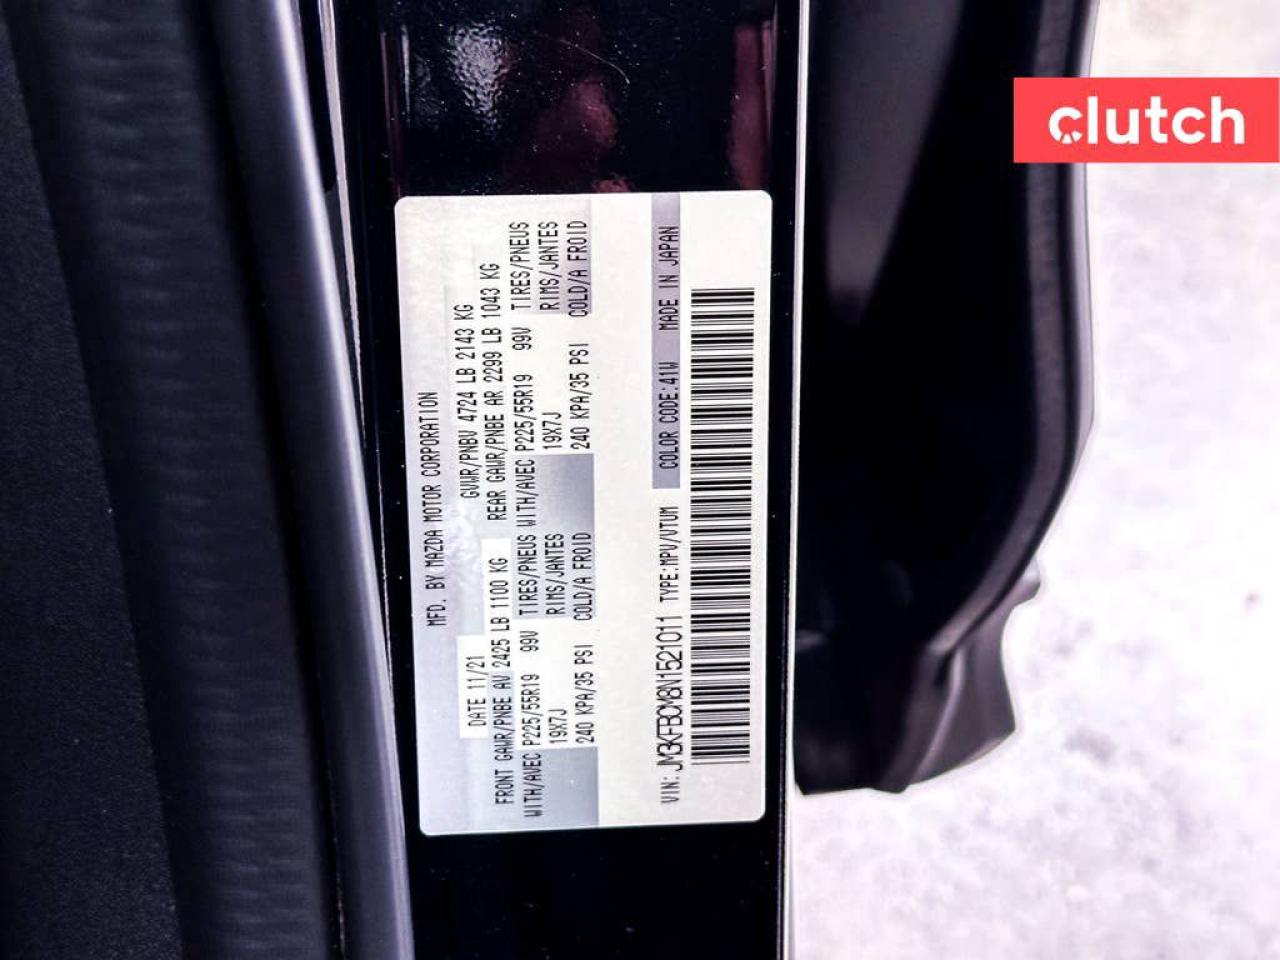 clutch
MFD. BY MAZDA MOTOR CORPORATION
DATE 11/21 GVWR/PNBV 4724 LB 2143 KG
FRONT GAWR/PNBE AV 2425 LB 1100 KG REAR GAWR/PNBE AR 2299 LB 1043 KG
WITH/AVEC P225/55R19 99V TIRES/PNEUS WITH/AVEC P225/55R19 99V TIRES/PNEUS
19X7J RIMS/JANTES 19X7J RIMS/JANTES
240 KPA/35 PSI COLD/A FROID 240 KPA/35 PSI COLD/A FROID
VIN: JM3KFBCM8N1521011 TYPE:MPV/VTUM COLOR CODE:41W MADE IN JAPAN